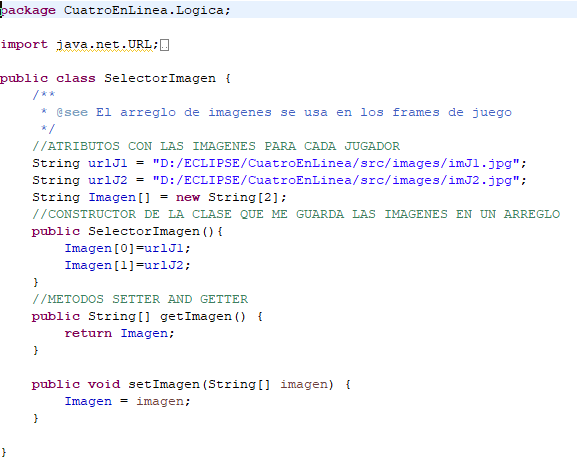 package CuatroEnLinea.Logica;
import java.net.URL;
public class SelectorImagen {
/**
* @see El arreglo de imagenes se usa en los frames de juego
*/
//ATRIBUTOS CON LAS IMAGENES PARA CADA JUGADOR
String urlJ1 = "D:/ECLIPSE/CuatroEnLinea/src/images/imJ1.jpg";
String urlJ2 = "D:/ECLIPSE/CuatroEnLinea/src/images/imJ2.jpg";
String Imagen[] = new String[2];
//CONSTRUCTOR DE LA CLASE QUE ME GUARDA LAS IMAGENES EN UN ARREGLO
public SelectorImagen(){
Imagen[0]=urlJ1;
Imagen[1]=urlJ2;
}
//METODOS SETTER AND GETTER
public String[] getImagen() {
return Imagen;
}
public void setImagen(String[] imagen) {
Imagen = imagen;
}
}